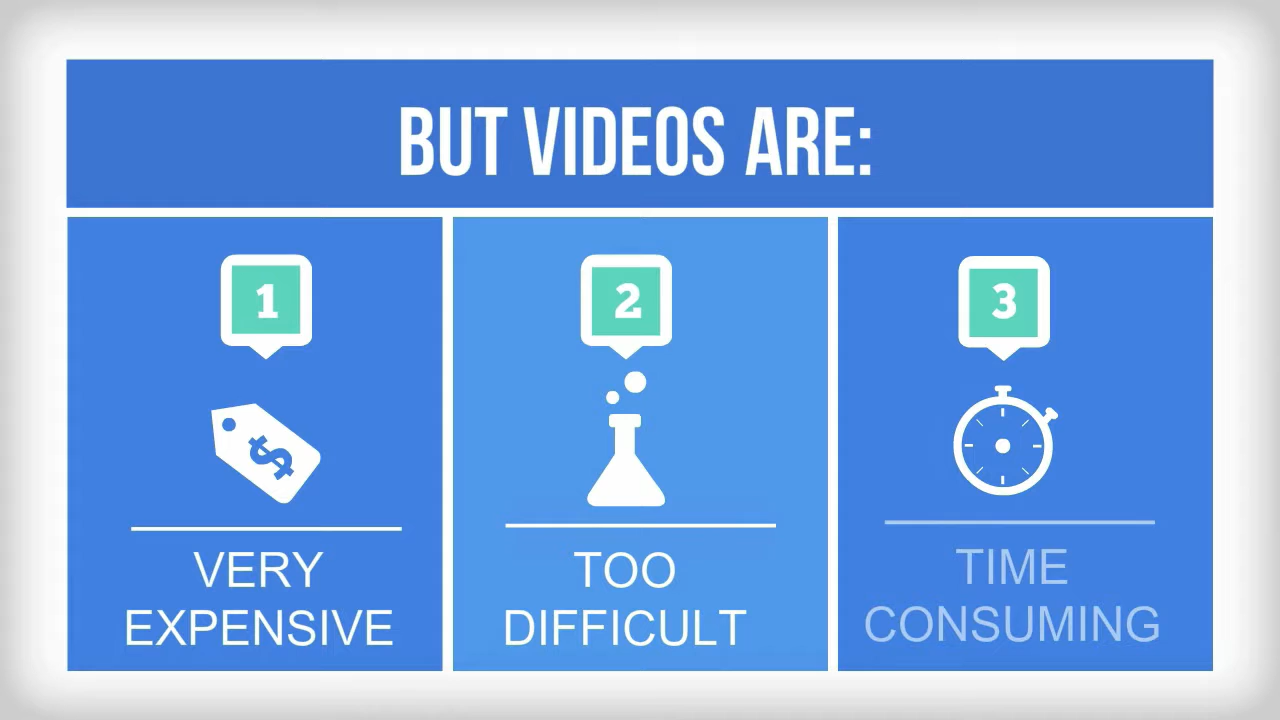 BUT VIDEOS ARE:
1
2
3
$
VERY
EXPENSIVE
TOO
DIFFICULT
TIME
CONSUMING